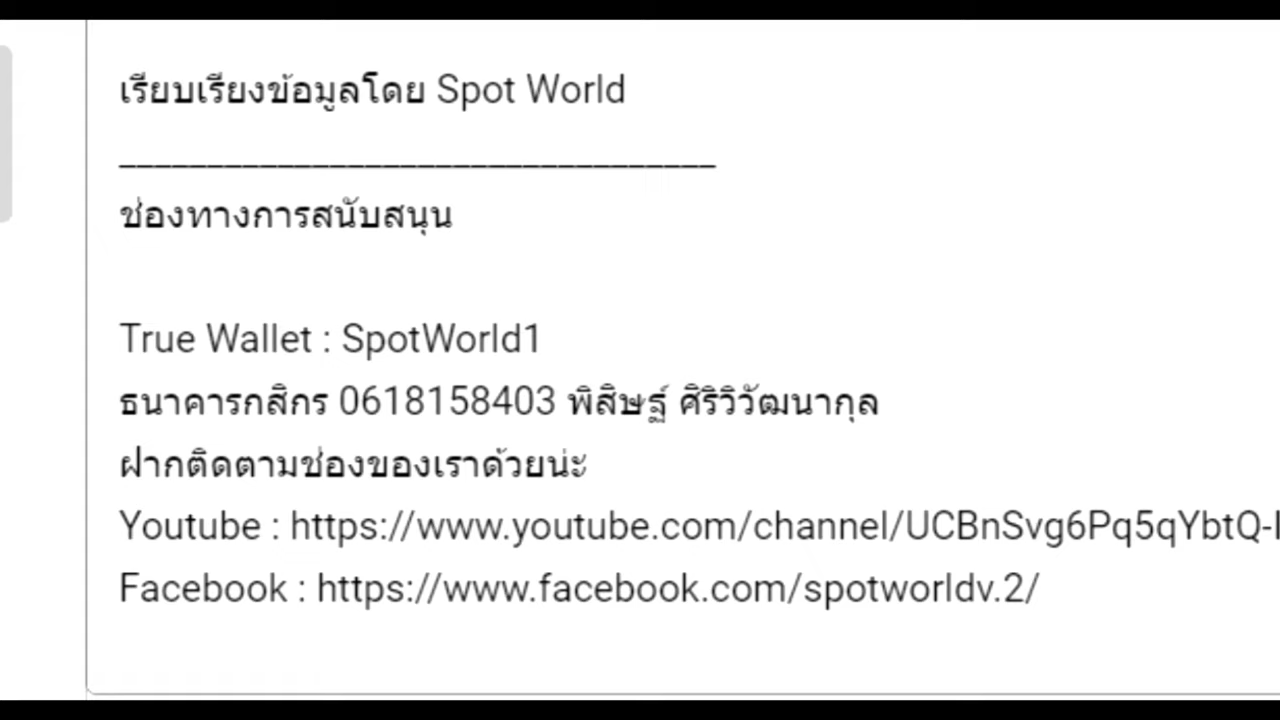 เรียบเรียงข้อมูลโดย Spot World
__________________________________
ช่องทางการสนับสนุน
True Wallet : SpotWorld1
ธนาคารกสิกร 0618158403 พิสิษฐ์ ศิริวิวัฒนากุล
ฝากติดตามช่องของเราด้วยน่ะ
Youtube : https://www.youtube.com/channel/UCBnSvg6Pq5qYbtQ-
Facebook : https://www.facebook.com/spotworldv.2/